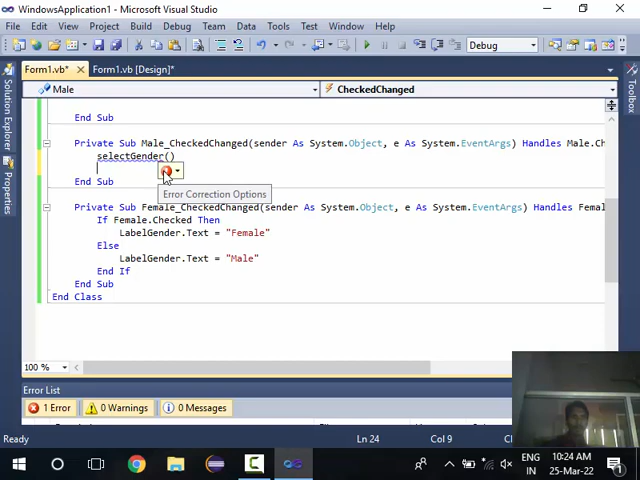 WindowsApplication1 - Microsoft Visual Studio
File Edit View Project Build Debug Team Data Tools Test Window Help
Debug
Form1.vb* Form1.vb [Design]*
Male CheckedChanged
End Sub
Private Sub Male_CheckedChanged(sender As System.Object, e As System.EventArgs) Handles Male.Ch
selectGender()
End Sub
Error Correction Options
Private Sub Female_CheckedChanged(sender As System.Object, e As System.EventArgs) Handles Femal
If Female.Checked Then
LabelGender.Text = "Female"
Else
LabelGender.Text = "Male"
End If
End Sub
End Class
100 %
Error List
1 Error 0 Warnings 0 Messages
Ready Ln 24 Col 9
Solution Explorer
Properties
Toolbox
ENG
IN
10:24 AM
25-Mar-22